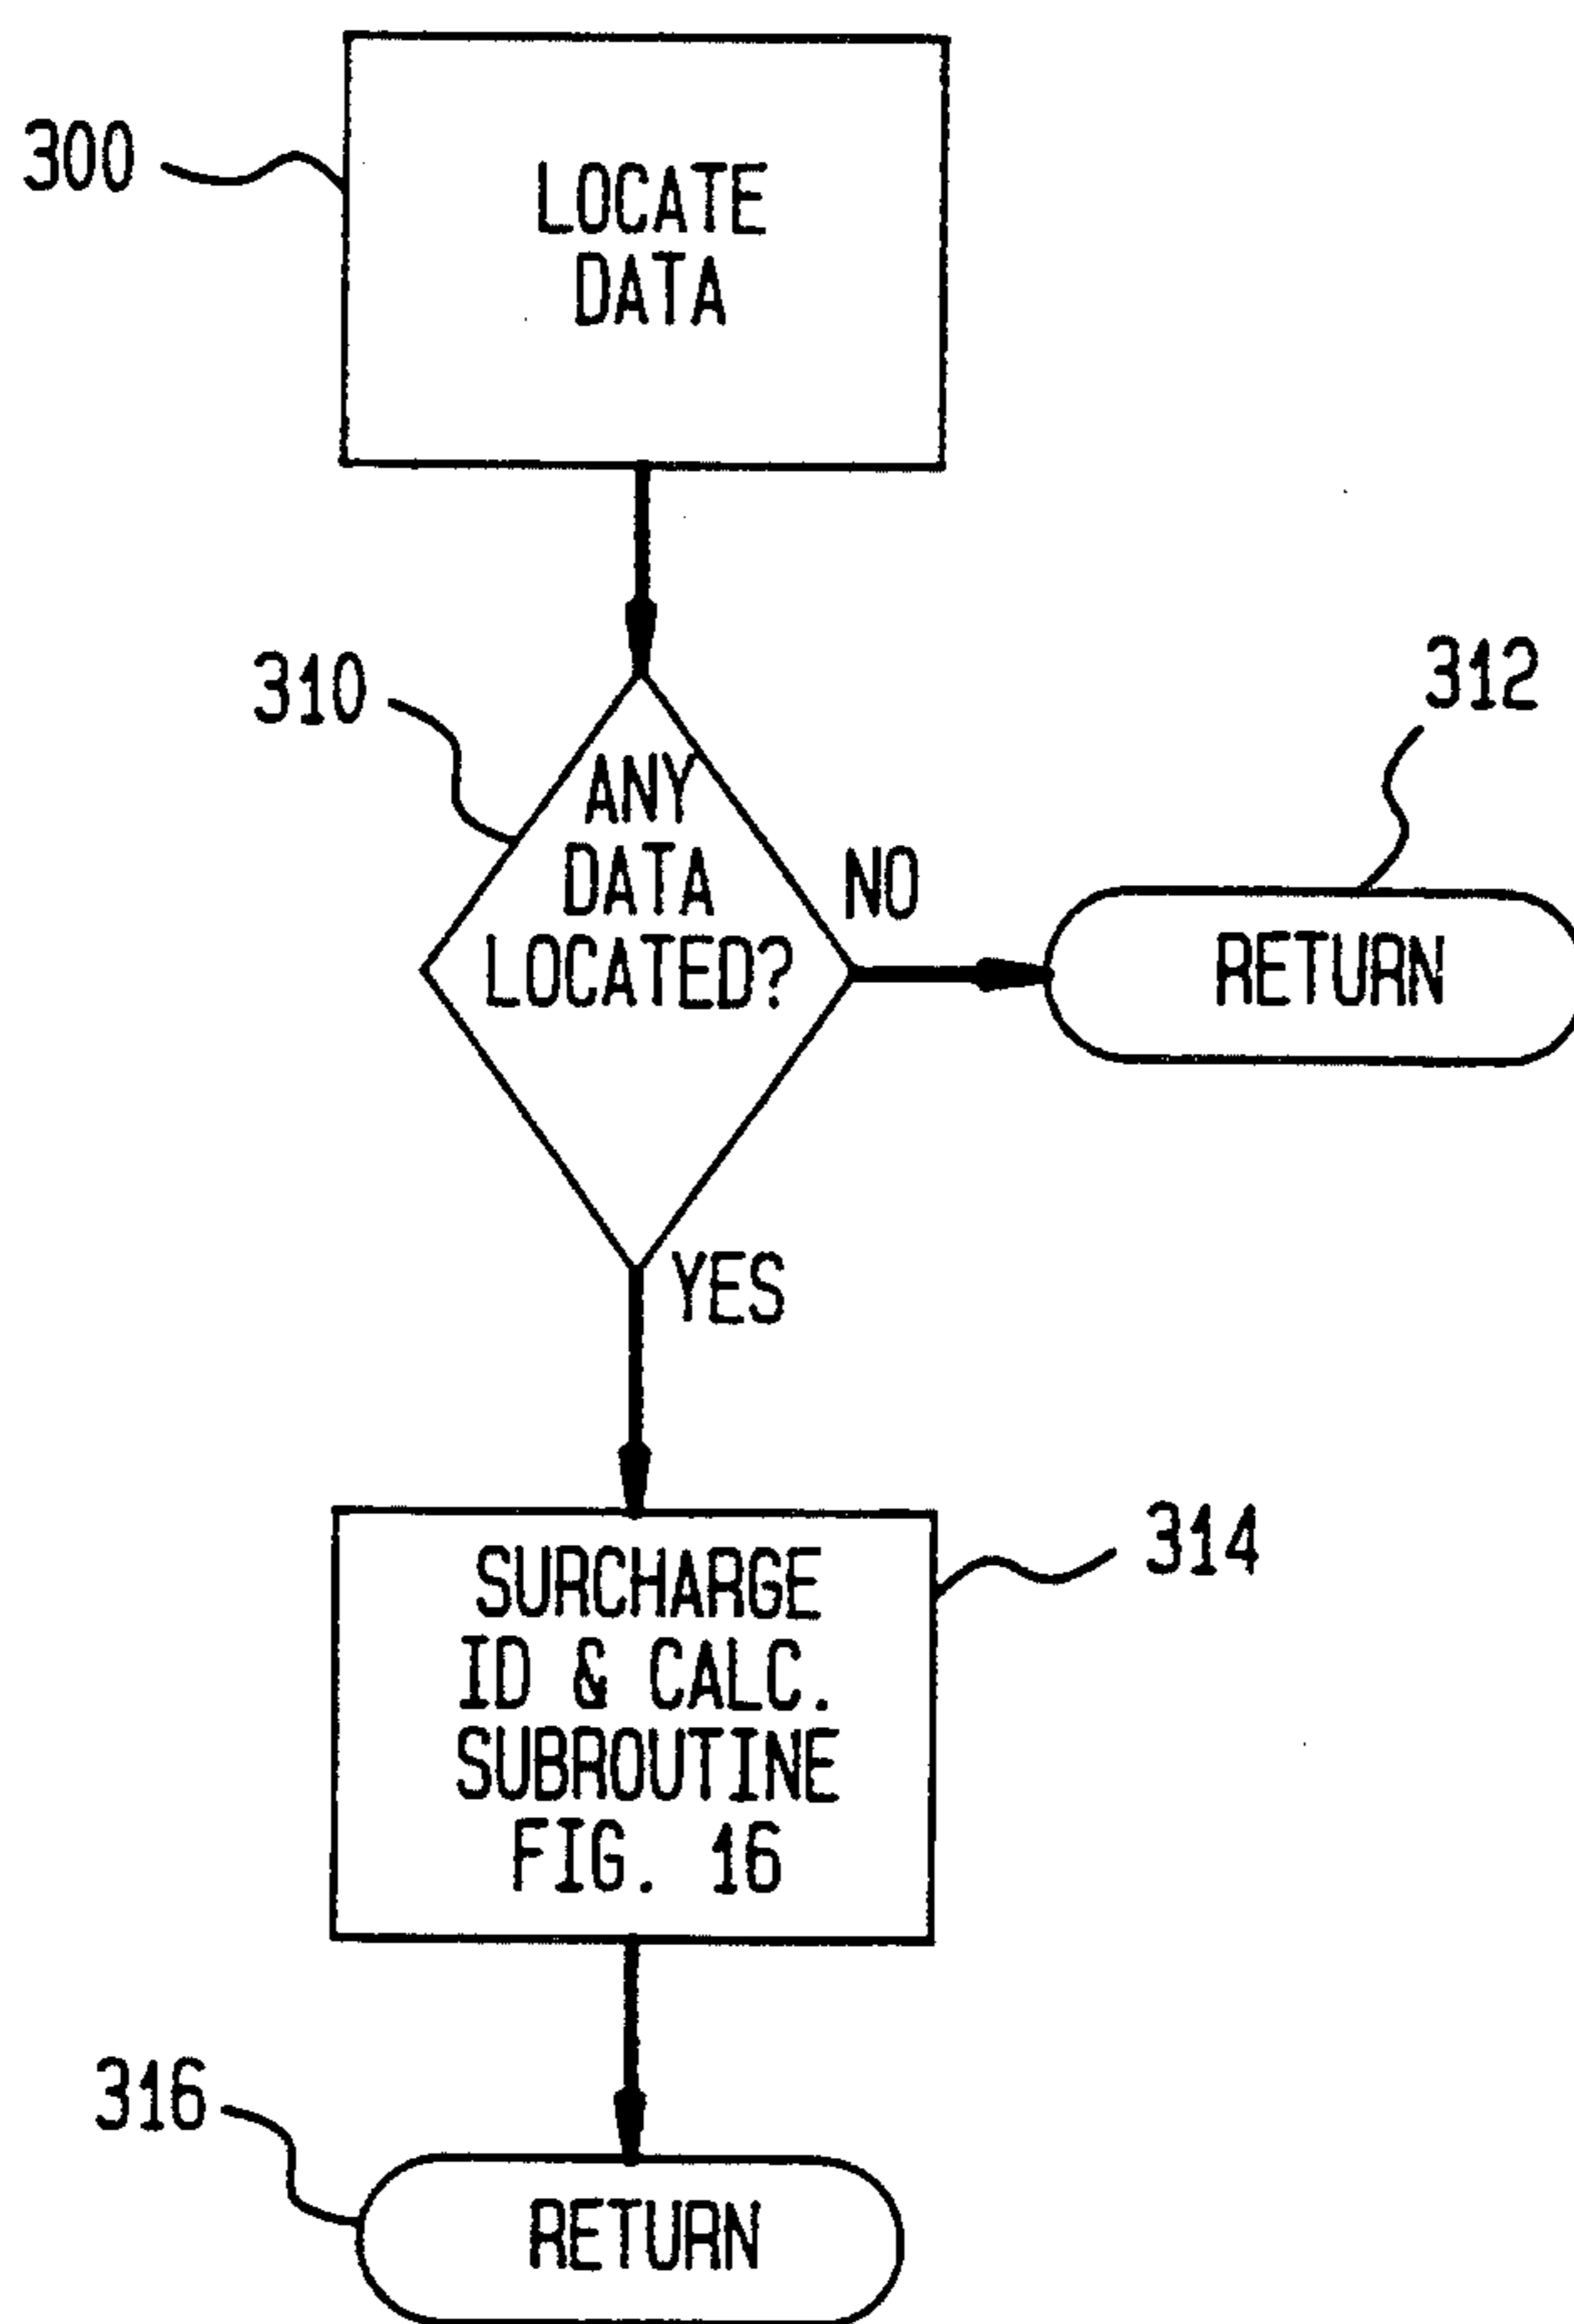 300
LOCATE
DATA
310
312
ANY
DATA
LOCATED?
NO
RETURN
YES
314
SURCHARGE
ID & CALC.
SUBROUTINE
FIG. 16
316
RETURN